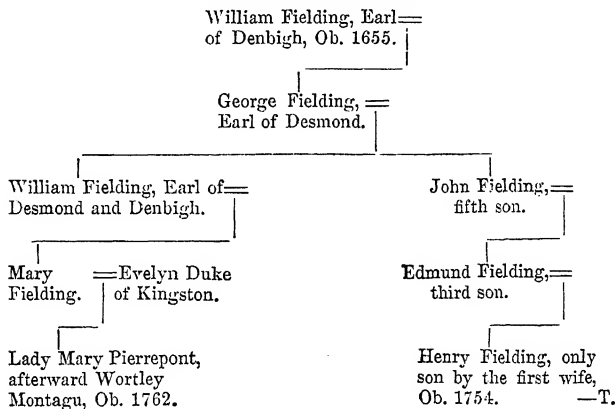 William Fielding, Earl
of Denbigh, Ob. 1655.
George Fielding,
Earl of Desmond.
William Fielding, Earl of
Desmond and Denbigh.
John Fielding,
fifth son.
Mary
Fielding.
Evelyn Duke
of Kingston.
Edmund Fielding,
third son.
Lady Mary Pierrepont,
afterward Wortley
Montagu, Ob. 1762.
Henry Fielding, only
son by the first wife,
Ob. 1754. —T.